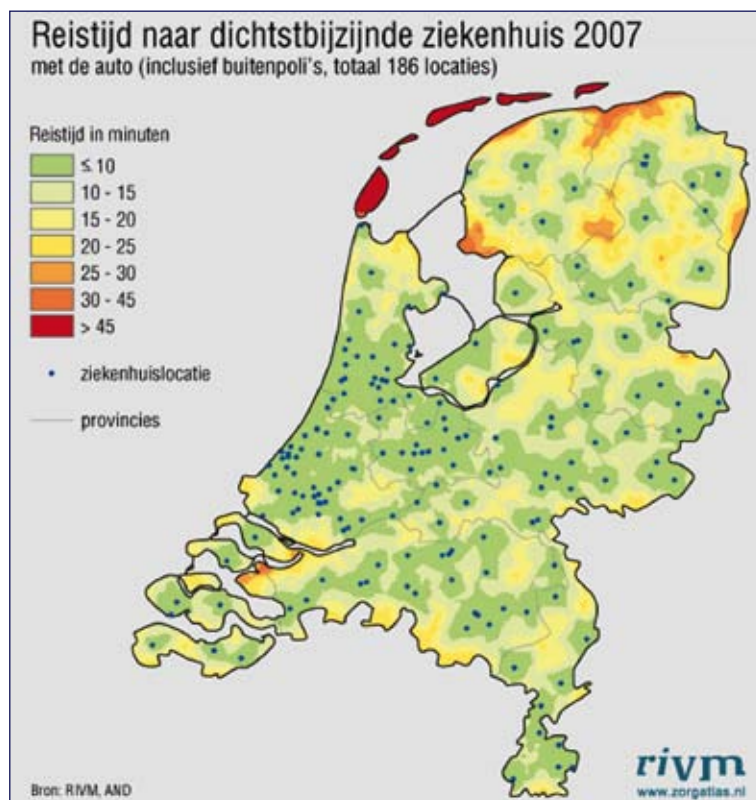 Reistijd naar dichtstbijzijnde ziekenhuis 2007
met de auto (inclusief buitenpoli's, totaal 186 locaties)
Reistijd in minuten
≤ 10
10 - 15
15 - 20
20 - 25
25 - 30
30 - 45
> 45
ziekenhuislocatie
provincies
Bron: RIVM, AND
rivm
www.zorgatlas.nl